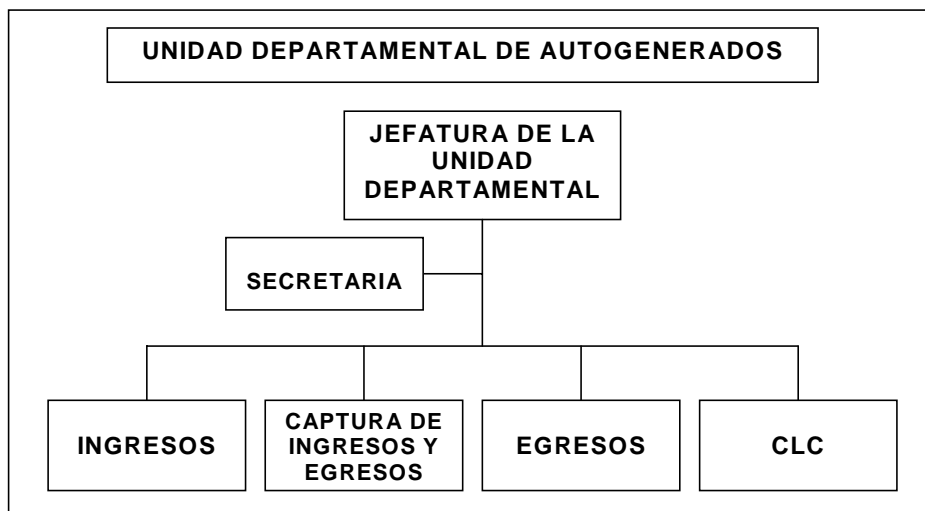 UNIDAD DEPARTAMENTAL DE AUTOGENERADOS
JEFATURA DE LA
UNIDAD
DEPARTAMENTAL
SECRETARIA
INGRESOS
CAPTURA DE
INGRESOS Y
EGRESOS
EGRESOS
CLC